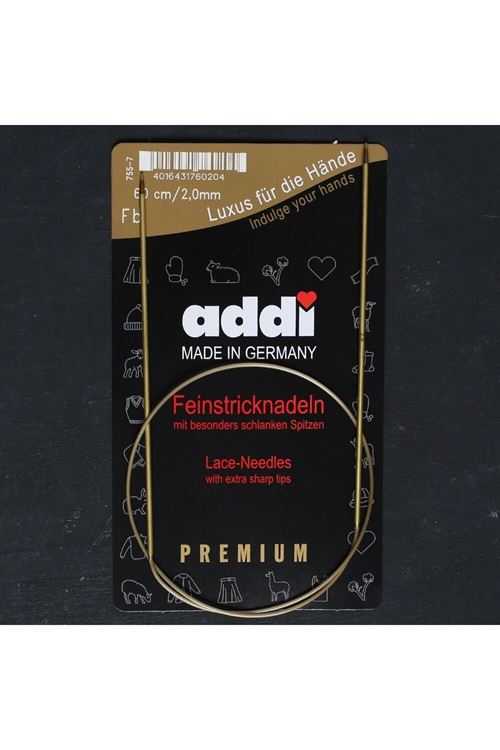 755-7
4016431760204
60 cm/2,0mm
Luxus für die Hände
Indulge your hands
addi
MADE IN GERMANY
Feinstricknadeln
mit besonders schlanken Spitzen
Lace-Needles
with extra sharp tips
PREMIUM